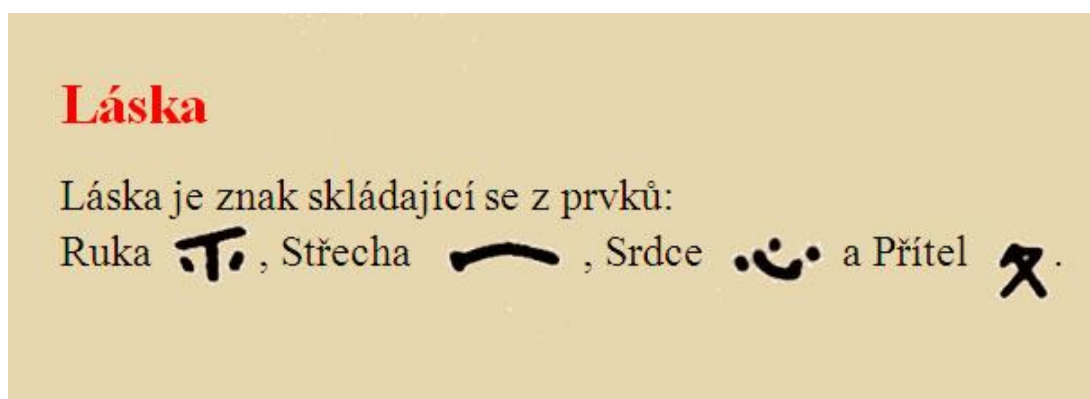 Láska
Láska je znak skládající se z prvků:
Ruka , Střecha , Srdce a Přítel .